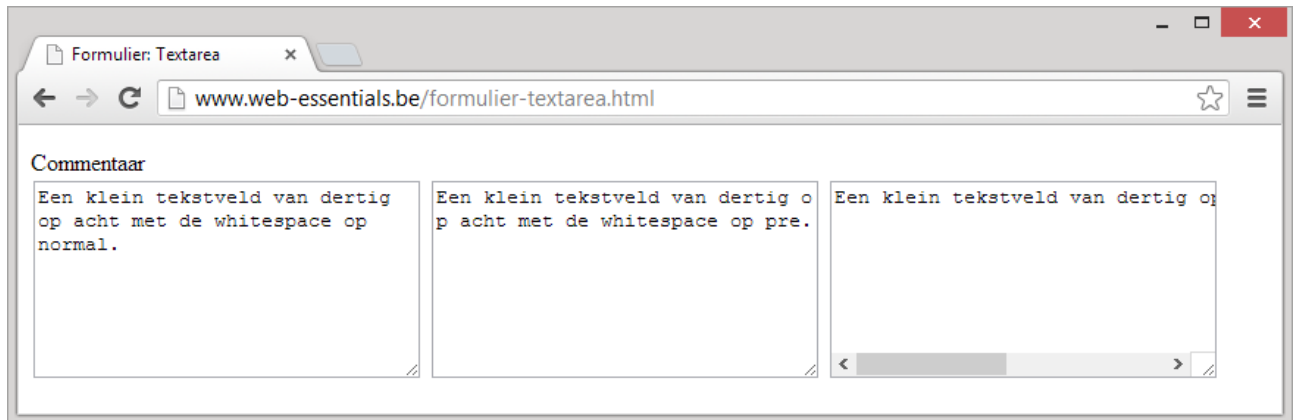 Formulier: Textarea
www.web-essentials.be/formulier-textarea.html
Commentaar
Een klein tekstveld van dertig
op acht met de whitespace op
normal.
Een klein tekstveld van dertig o
p acht met de whitespace op pre.
Een klein tekstveld van dertig op